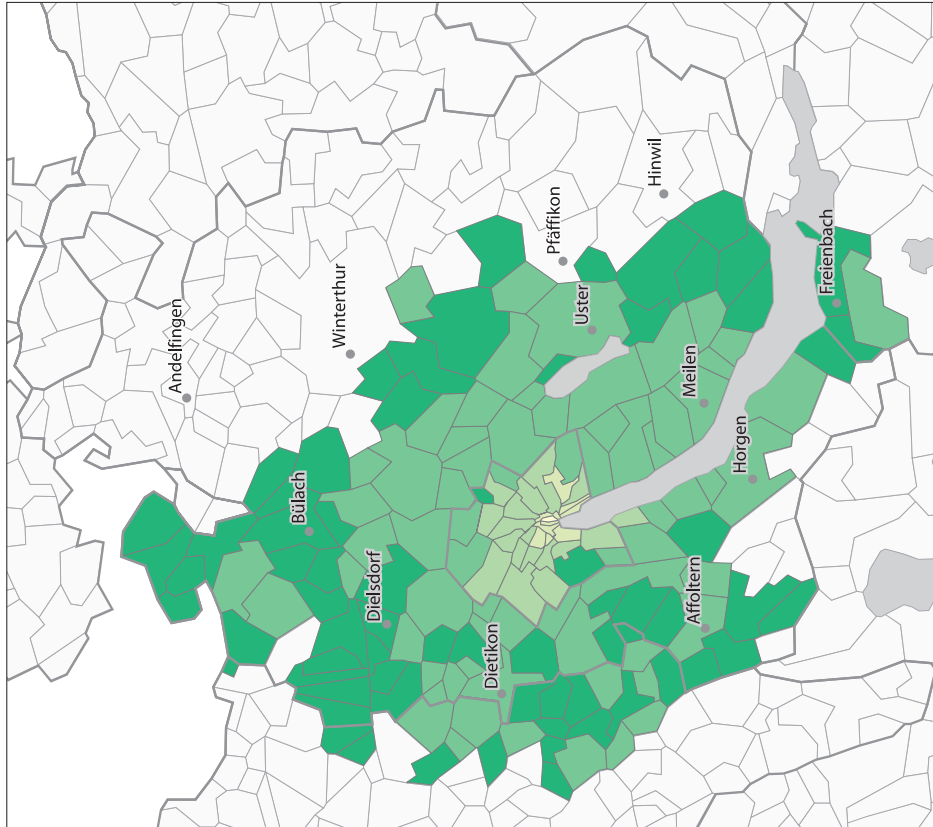 Andelfingen
Winterthur
Bülach
Pfäffikon
Hinwil
Uster
Dielsdorf
Freienbach
Meilen
Dietikon
Horgen
Affoltern